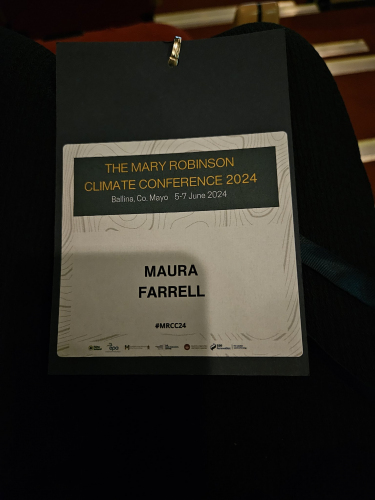 THE MARY ROBINSON
CLIMATE CONFERENCE 2024
Ballina, Co. Mayo 5-7 June 2024
MAURA
FARRELL
#MRCC24